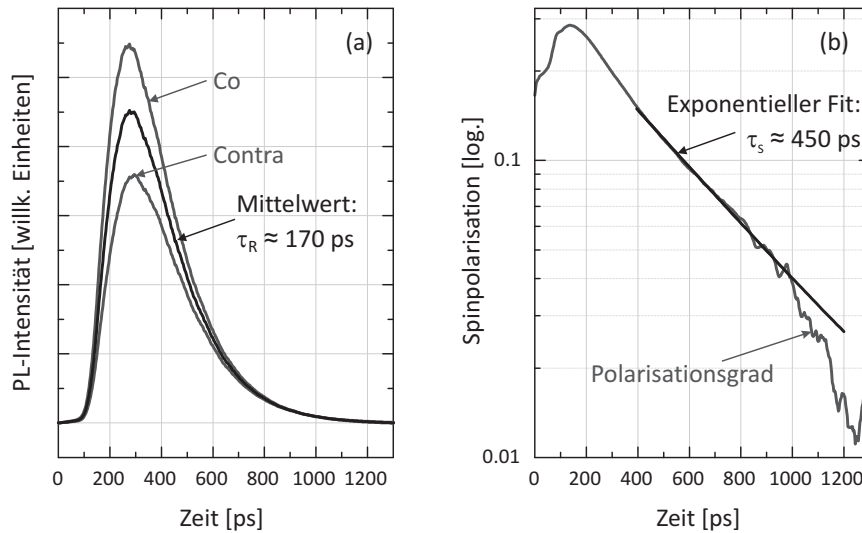 (a)
Co
Contra
Mittelwert:
τR ≈ 170 ps
PL-Intensität [willk. Einheiten]
0 200 400 600 800 1000 1200
Zeit [ps]
(b)
0.1
0.01
Exponentieller Fit:
τs ≈ 450 ps
Polarisationsgrad
Spinpolarisation [log.]
0 200 400 600 800 1000 1200
Zeit [ps]